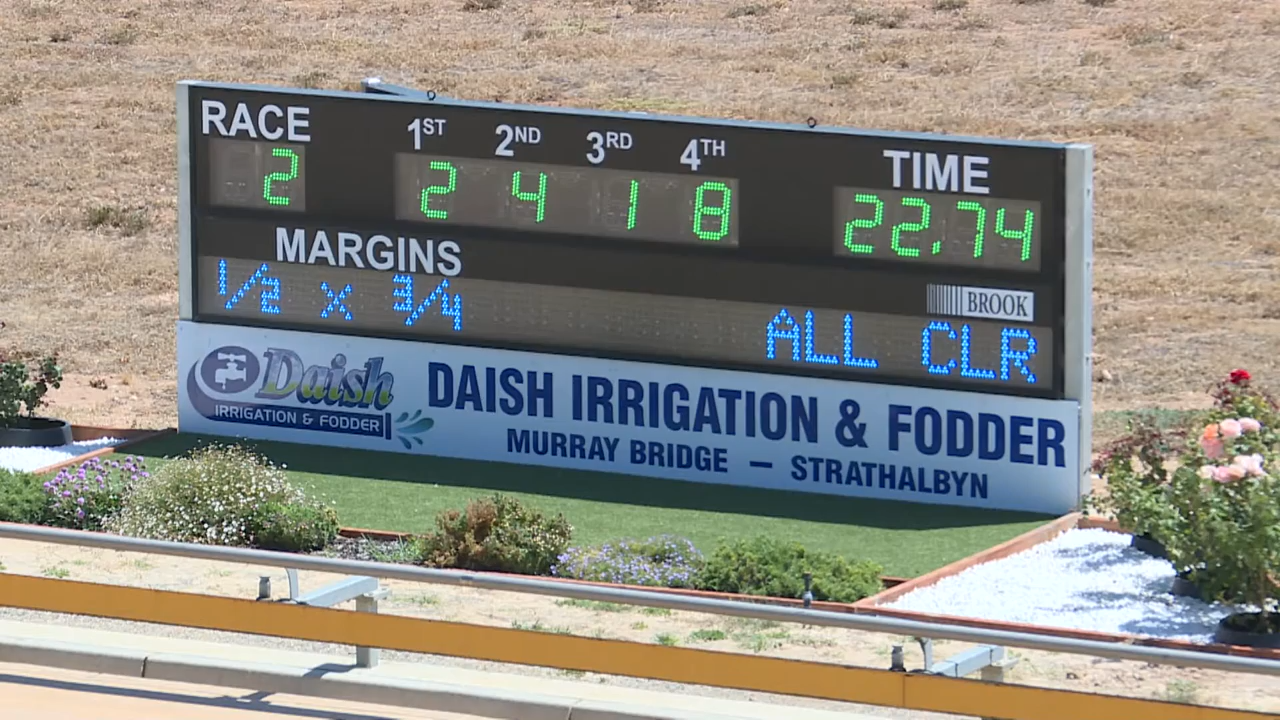 RACE 1ST 2ND 3RD 4TH TIME
2 2 4 1 8 22.74
MARGINS
BROOK
1/2 x 3/4 ALL CLR
Daish
IRRIGATION & FODDER
DAISH IRRIGATION & FODDER
MURRAY BRIDGE – STRATHALBYN